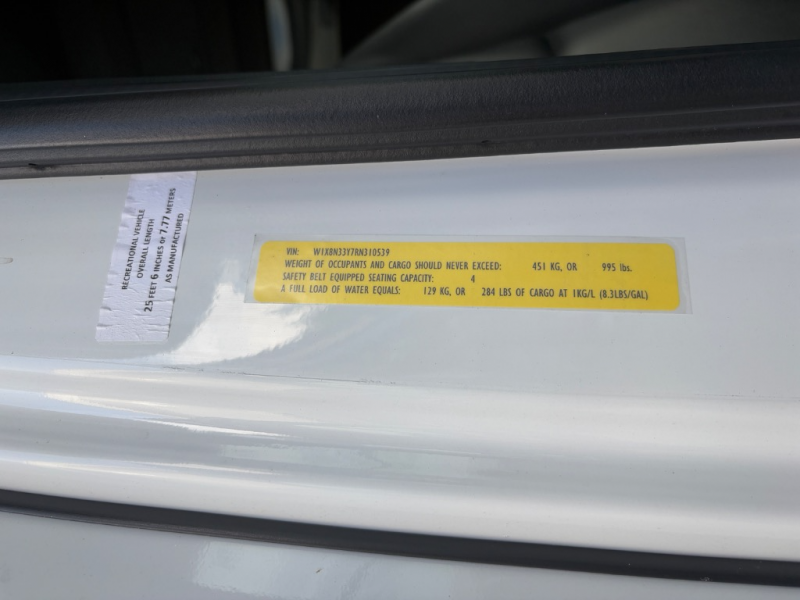 RECREATIONAL VEHICLE
OVERALL LENGTH
25 FEET 6 INCHES or 7.77 METERS
AS MANUFACTURED
VIN: W1X8N33Y7RN310539
WEIGHT OF OCCUPANTS AND CARGO SHOULD NEVER EXCEED: 451 KG, OR 995 lbs.
SAFETY BELT EQUIPPED SEATING CAPACITY: 4
A FULL LOAD OF WATER EQUALS: 129 KG, OR 284 LBS OF CARGO AT 1KG/L (8.3LBS/GAL)